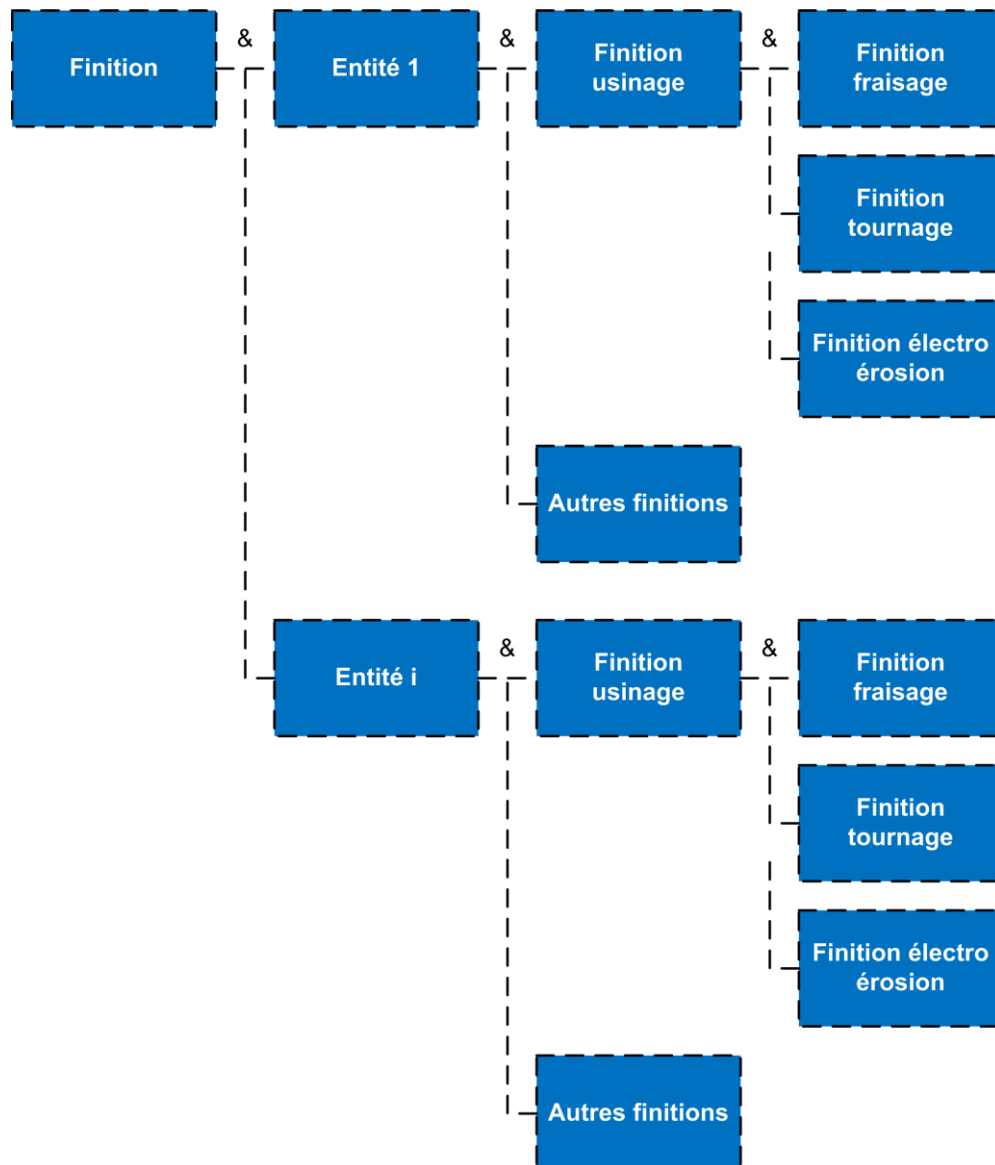 Finition
&
Entité 1
&
Finition
usinage
&
Finition
fraisage
Finition
tournage
Finition électro
érosion
Autres finitions
Entité i
&
Finition
usinage
&
Finition
fraisage
Finition
tournage
Finition électro
érosion
Autres finitions